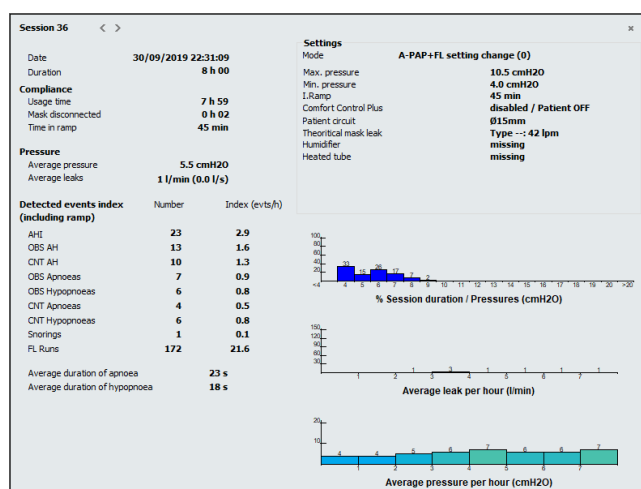 Session 36 < > ×
Date 30/09/2019 22:31:09
Duration 8 h 00
Compliance
Usage time 7 h 59
Mask disconnected 0 h 02
Time in ramp 45 min
Pressure
Average pressure 5.5 cmH2O
Average leaks 1 l/min (0.0 l/s)
Detected events index Number Index (evts/h)
(including ramp)
AHI 23 2.9
OBS AH 13 1.6
CNT AH 10 1.3
OBS Apnoeas 7 0.9
OBS Hypopnoeas 6 0.8
CNT Apnoeas 4 0.5
CNT Hypopnoeas 6 0.8
Snorings 1 0.1
FL Runs 172 21.6
Average duration of apnoea 23 s
Average duration of hypopnoea 18 s
Settings
Mode A-PAP+FL setting change (0)
Max. pressure 10.5 cmH2O
Min. pressure 4.0 cmH2O
I.Ramp 45 min
Comfort Control Plus disabled / Patient OFF
Patient circuit Ø15mm
Theoritical mask leak Type --: 42 lpm
Humidifier missing
Heated tube missing
100
80
60
40
20
33 15 26 17 7 2
<4 4 5 6 7 8 9 10 11 12 13 14 15 16 17 18 19 20 >20
% Session duration / Pressures (cmH2O)
150
120
90
60
30
1 3 1 1 1 1
1 2 3 4 5 6 7
Average leak per hour (l/min)
20
10
4 4 5 6 7 6 6 7
1 2 3 4 5 6 7
Average pressure per hour (cmH2O)